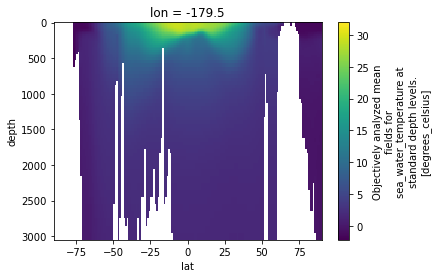 lon = -179.5
0
500
1000
1500
2000
2500
3000
depth
−75
−50
−25
0
25
50
75
lat
30
25
20
15
10
5
0
Objectively analyzed mean
fields for
sea_water_temperature at
standard depth levels.
[degrees_celsius]